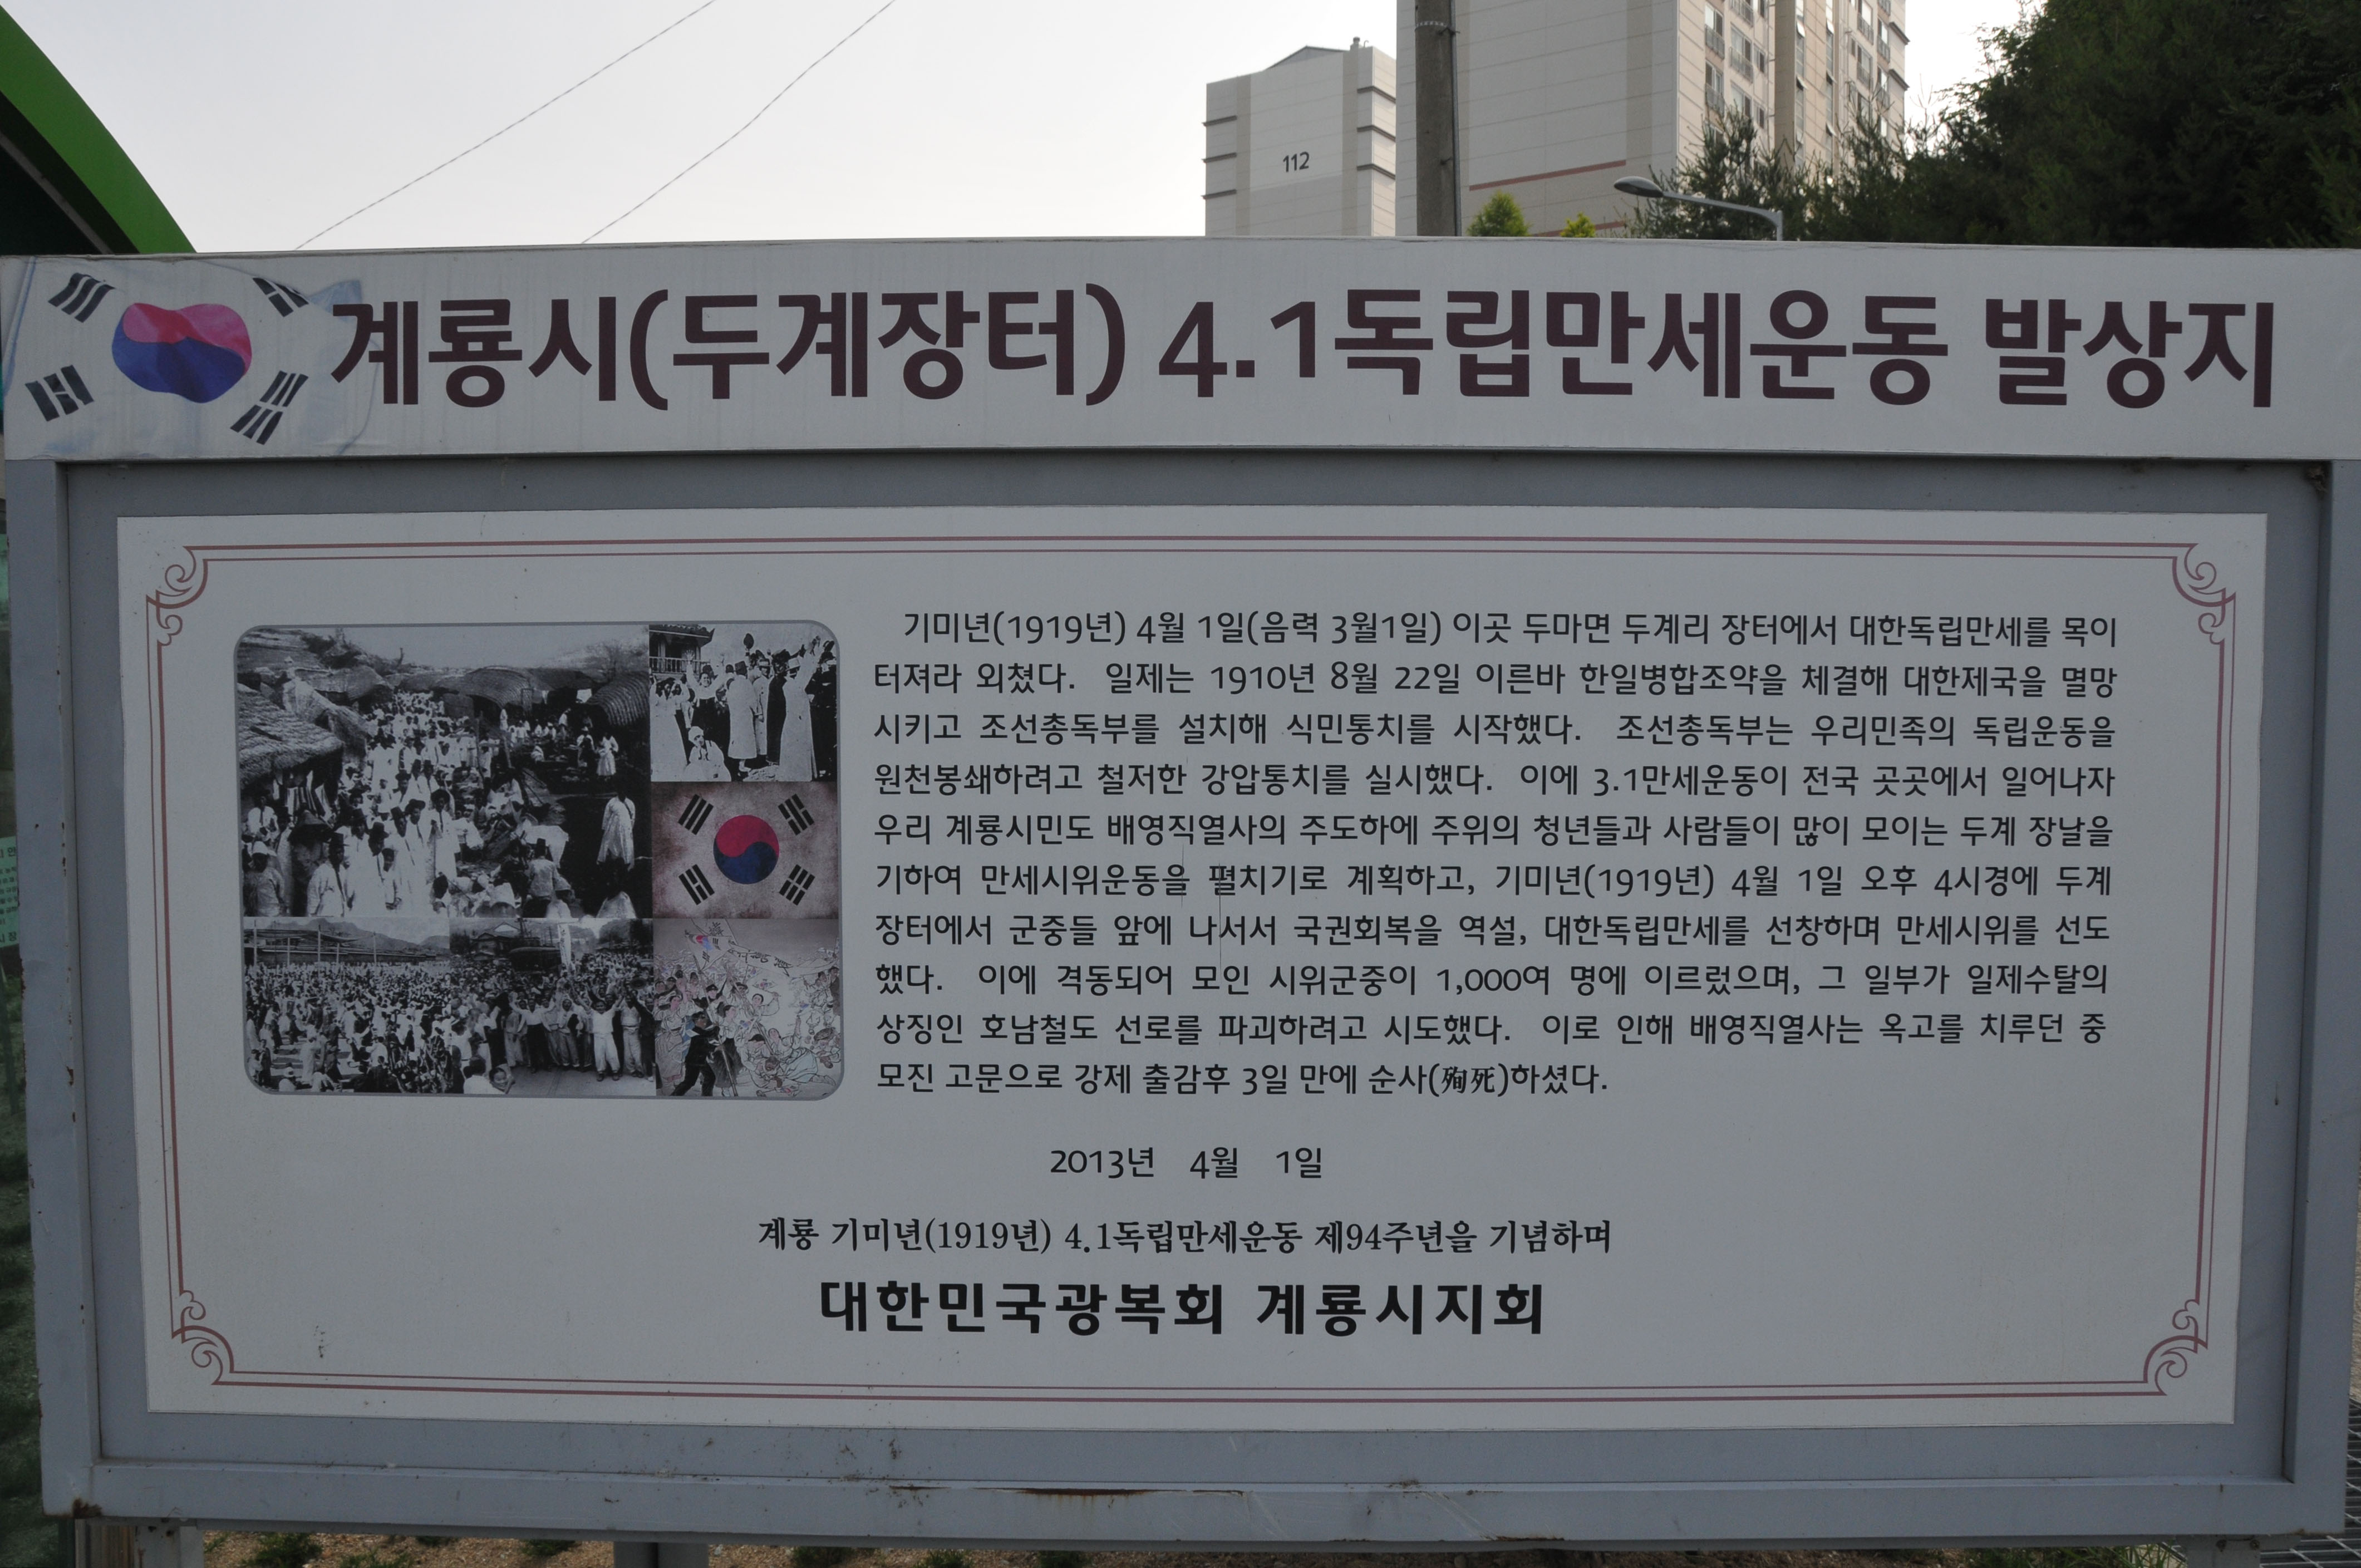 112
계룡시(두계장터) 4.1독립만세운동 발상지
기미년(1919년) 4월 1일(음력 3월1일) 이곳 두마면 두계리 장터에서 대한독립만세를 목이
터져라 외쳤다. 일제는 1910년 8월 22일 이른바 한일병합조약을 체결해 대한제국을 멸망
시키고 조선총독부를 설치해 식민통치를 시작했다. 조선총독부는 우리민족의 독립운동을
원천봉쇄하려고 철저한 강압통치를 실시했다. 이에 3.1만세운동이 전국 곳곳에서 일어나자
우리 계룡시민도 배영직열사의 주도하에 주위의 청년들과 사람들이 많이 모이는 두계 장날을
기하여 만세시위운동을 펼치기로 계획하고, 기미년(1919년) 4월 1일 오후 4시경에 두계
장터에서 군중들 앞에 나서서 국권회복을 역설, 대한독립만세를 선창하며 만세시위를 선도
했다. 이에 격동되어 모인 시위군중이 1,000여 명에 이르렀으며, 그 일부가 일제수탈의
상징인 호남철도 선로를 파괴하려고 시도했다. 이로 인해 배영직열사는 옥고를 치루던 중
모진 고문으로 강제 출감후 3일 만에 순사(殉死)하셨다.
2013년 4월 1일
계룡 기미년(1919년) 4.1독립만세운동 제94주년을 기념하며
대한민국광복회 계룡시지회